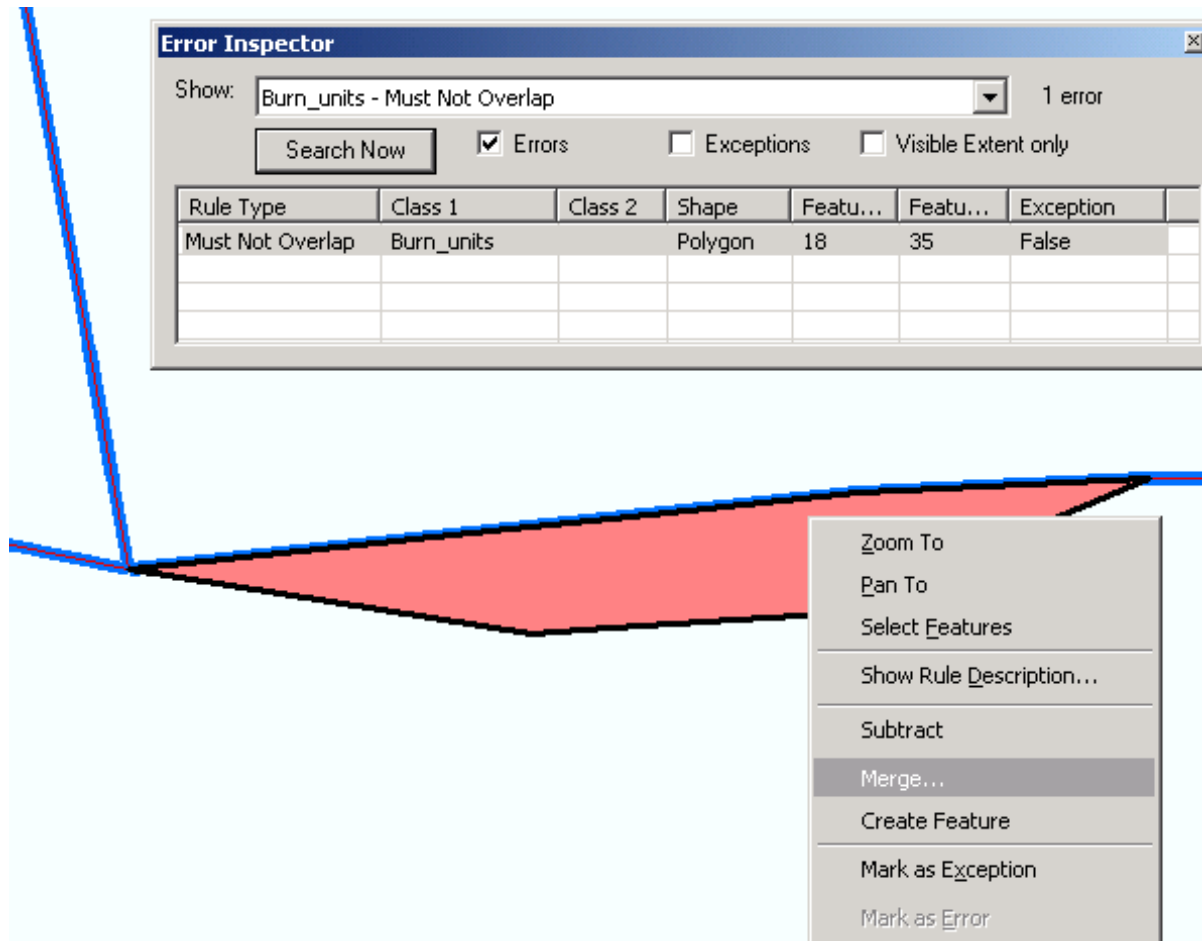 Error Inspector
Show: Burn_units - Must Not Overlap 1 error
Search Now Errors Exceptions Visible Extent only
Rule Type Class 1 Class 2 Shape Featu... Featu... Exception
Must Not Overlap Burn_units Polygon 18 35 False
Zoom To
Pan To
Select Features
Show Rule Description...
Subtract
Merge...
Create Feature
Mark as Exception
Mark as Error